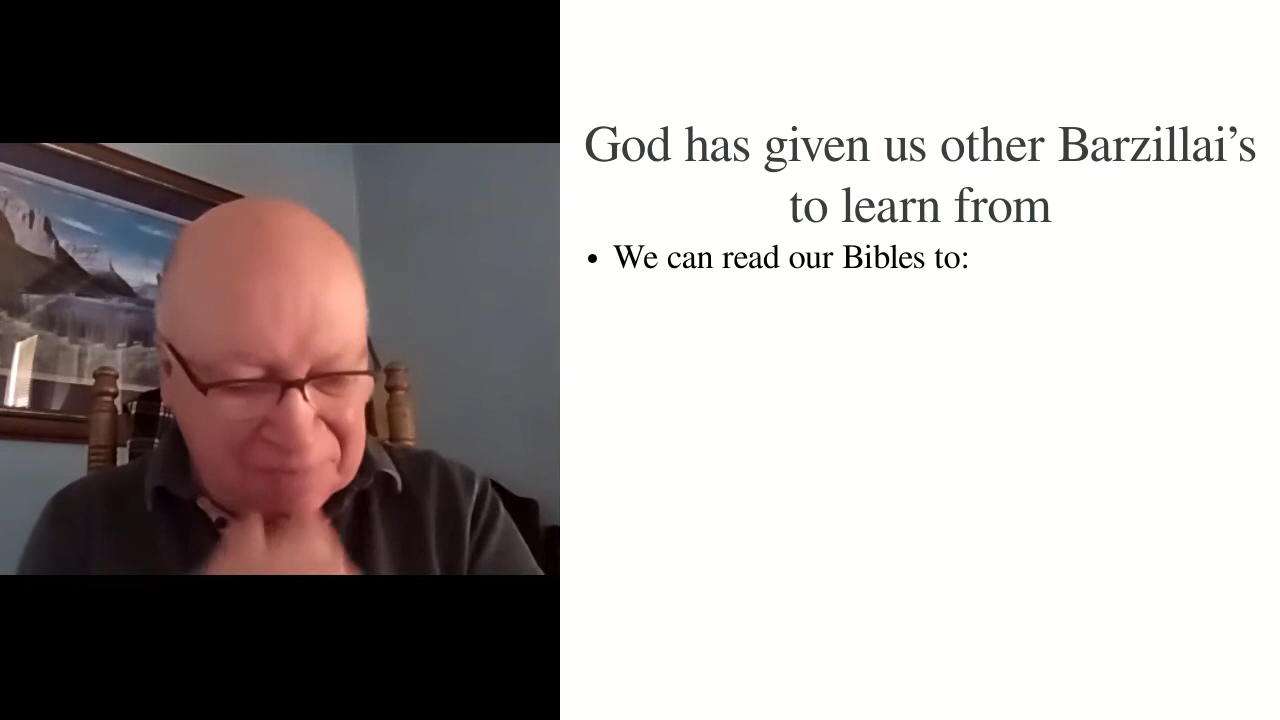 God has given us other Barzillai’s
to learn from
• We can read our Bibles to: